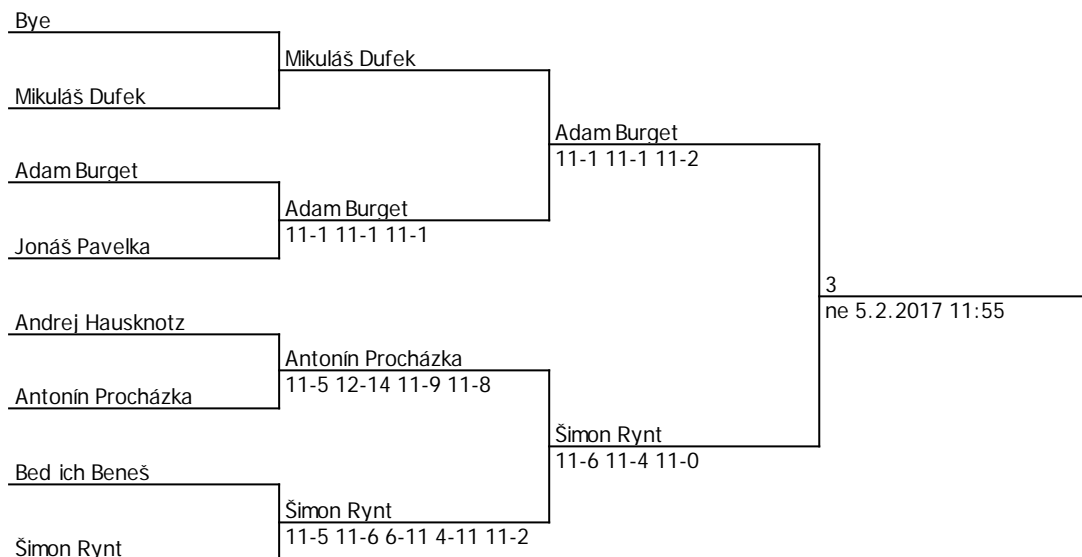 Bye
Mikuláš Dufek
Mikuláš Dufek
Adam Burget
11-1 11-1 11-2
Adam Burget
Adam Burget
11-1 11-1 11-1
Jonáš Pavelka
3
ne 5.2.2017 11:55
Andrej Hausknotz
Antonín Procházka
11-5 12-14 11-9 11-8
Antonín Procházka
Šimon Rynt
11-6 11-4 11-0
Bed ich Beneš
Šimon Rynt
11-5 11-6 6-11 4-11 11-2
Šimon Rynt